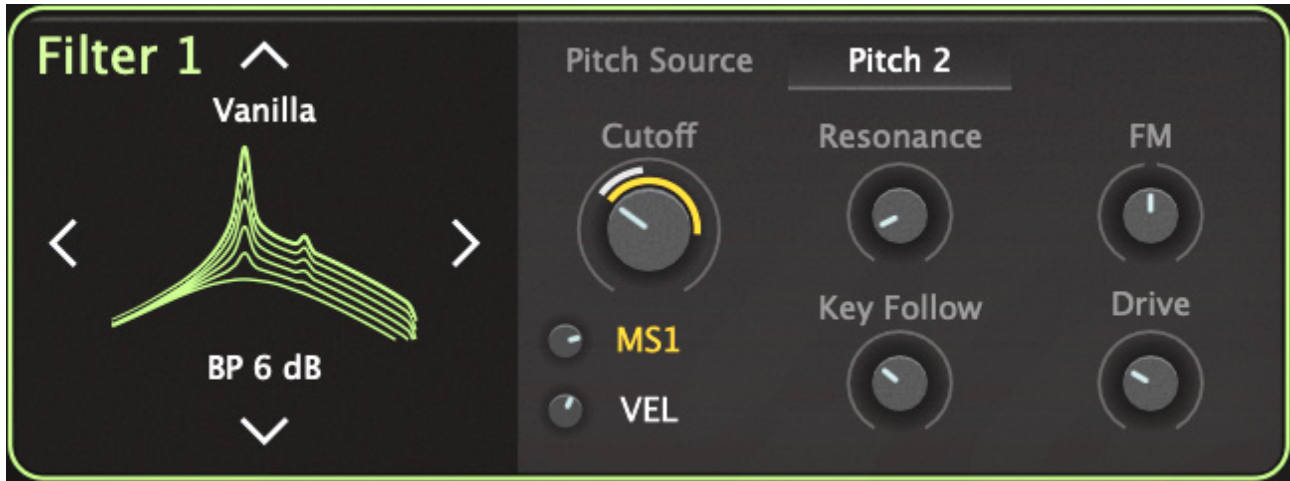 Filter 1
Vanilla
BP 6 dB
Pitch Source Pitch 2
Cutoff Resonance FM
MS1
VEL
Key Follow Drive